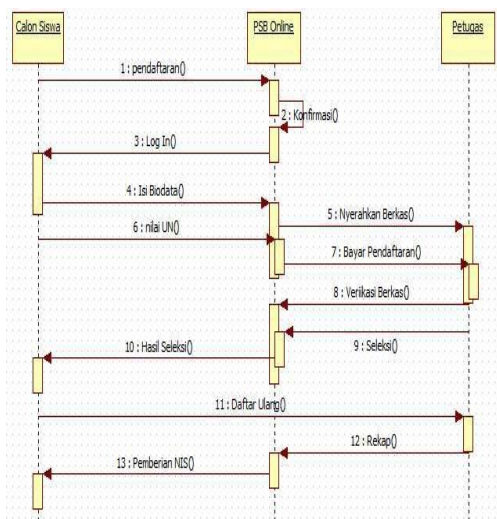 Calon Siswa
PSB Online
Petugas
1 : pendaftaran()
2 : Konfirmasi()
3 : Log In()
4 : Isi Biodata()
5 : Nyerahkan Berkas()
6 : nilai UN()
7 : Bayar Pendaftaran()
8 : Veriikasi Berkas()
9 : Seleksi()
10 : Hasil Seleksi()
11 : Daftar Ulang()
12 : Rekap()
13 : Pemberian NIS()